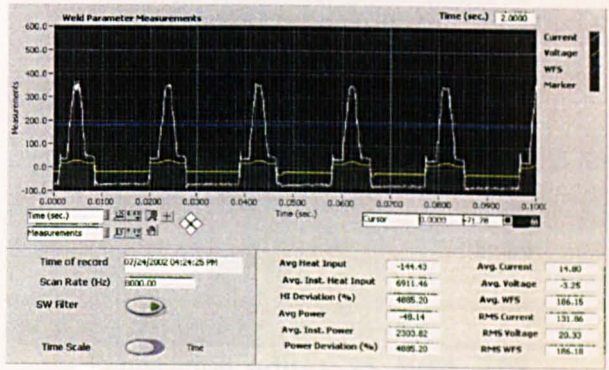 Weld Parameter Measurements
Time (sec.) 2.0000
Current
Voltage
WFS
Marker
Measurements
600.0
500.0
400.0
300.0
200.0
100.0
0.0
-100.0
0.0000 0.0100 0.0200 0.0300 0.0400 0.0500 0.0600 0.0700 0.0800 0.0900 0.1000
Time (sec.)
Time (sec.)
Measurements
Cursor 0.0000 -71.78
Time of record 07/24/2002 04:24:25 PM
Scan Rate (Hz) 8000.00
SW Filter
Time Scale Time
Avg Heat Input -144.43
Avg. Inst. Heat Input 6911.46
HI Deviation (%) 4885.20
Avg Power -48.14
Avg. Inst. Power 2303.82
Power Deviation (%) 4885.20
Avg. Current 14.80
Avg. Voltage -3.25
Avg. WFS 186.15
RMS Current 131.86
RMS Voltage 20.33
RMS WFS 186.18